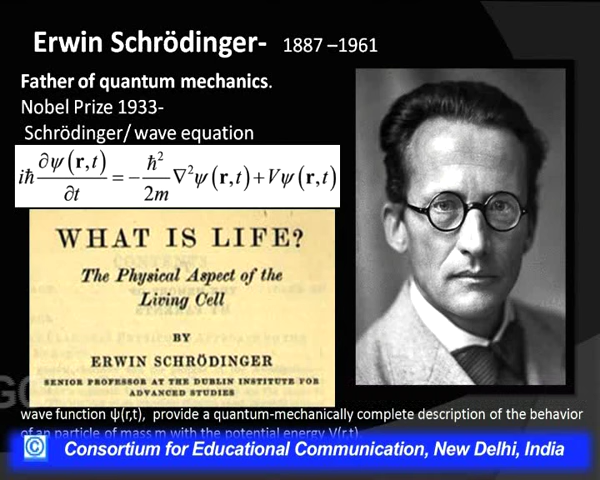 Erwin Schrödinger- 1887 –1961
Father of quantum mechanics.
Nobel Prize 1933-
Schrödinger/ wave equation
iħ ∂ψ(r,t)/∂t = −ħ²/2m ∇²ψ(r,t)+Vψ(r,t)
WHAT IS LIFE?
The Physical Aspect of the
Living Cell
BY
ERWIN SCHRÖDINGER
SENIOR PROFESSOR AT THE DUBLIN INSTITUTE FOR
ADVANCED STUDIES
wave function ψ(r,t), provide a quantum-mechanically complete description of the behavior
of an particle of mass m with the potential energy V(r,t)
© Consortium for Educational Communication, New Delhi, India